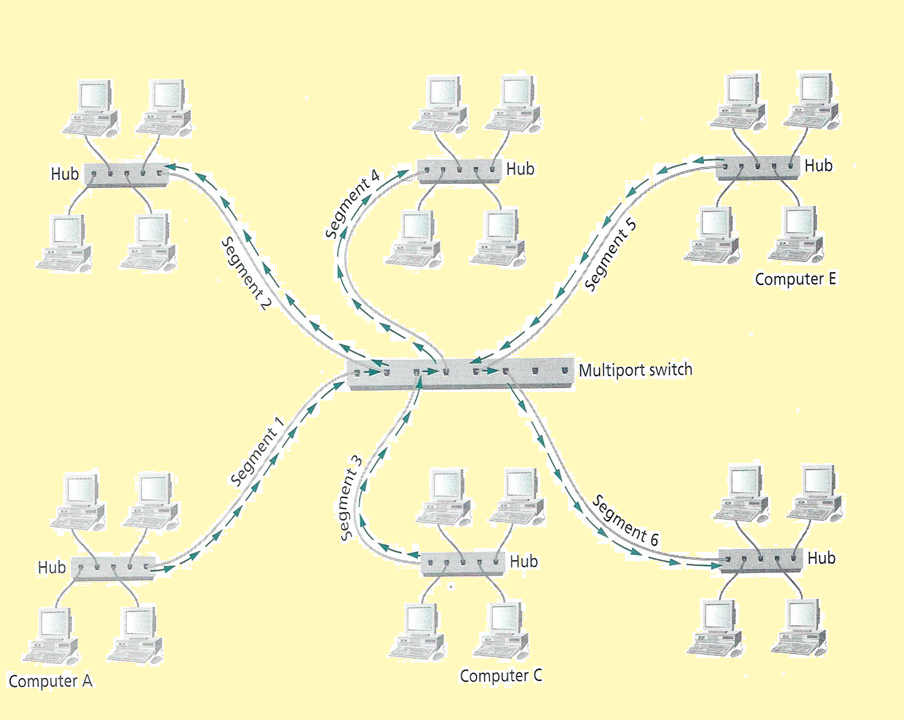 Hub
Segment 4
Hub
Hub
Segment 2
Segment 5
Computer E
Multiport switch
Segment 1
Segment 3
Segment 6
Hub
Hub
Hub
Computer A
Computer C